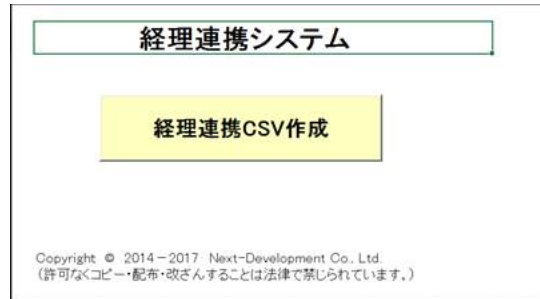 経理連携システム
経理連携CSV作成
Copyright © 2014－2017 Next-Development Co., Ltd.
（許可なくコピー・配布・改ざんすることは法律で禁じられています。）